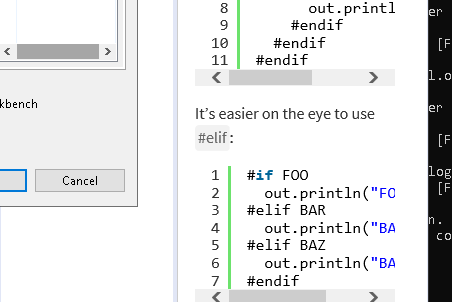 8 out.printl
9 #endif
10 #endif
11 #endif
It's easier on the eye to use
#elif:
1 #if FOO
2 out.println("FO
3 #elif BAR
4 out.println("BA
5 #elif BAZ
6 out.println("BA
7 #endif
kbench
Cancel
er
[F
l.o
er
[F
log
[F
n.
co